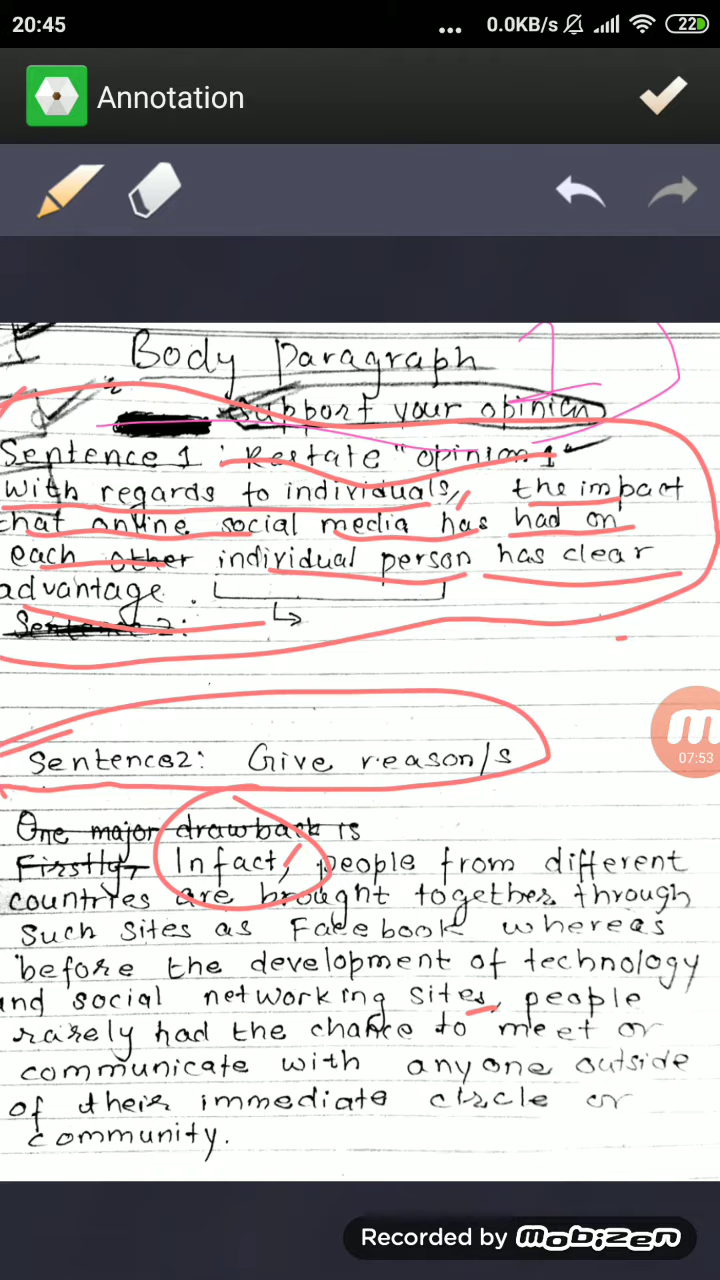 20:45 ... 0.0KB/s 22
Annotation
Body Paragraph
Support your opinion
Sentence 1 : Restate "opinion 1"
With regards to individuals, the impact
that online social media has had on
each other individual person has clear
advantage.
Sentence 2:
Sentence2: Give reason/s
07:53
One major drawback is
Firstly, Infact, people from different
countries are brought together through
Such Sites as Facebook whereas
before the development of technology
and social networking sites, people
rarely had the chance to meet or
communicate with anyone outside
of their immediate circle or
community.
Recorded by mobizen